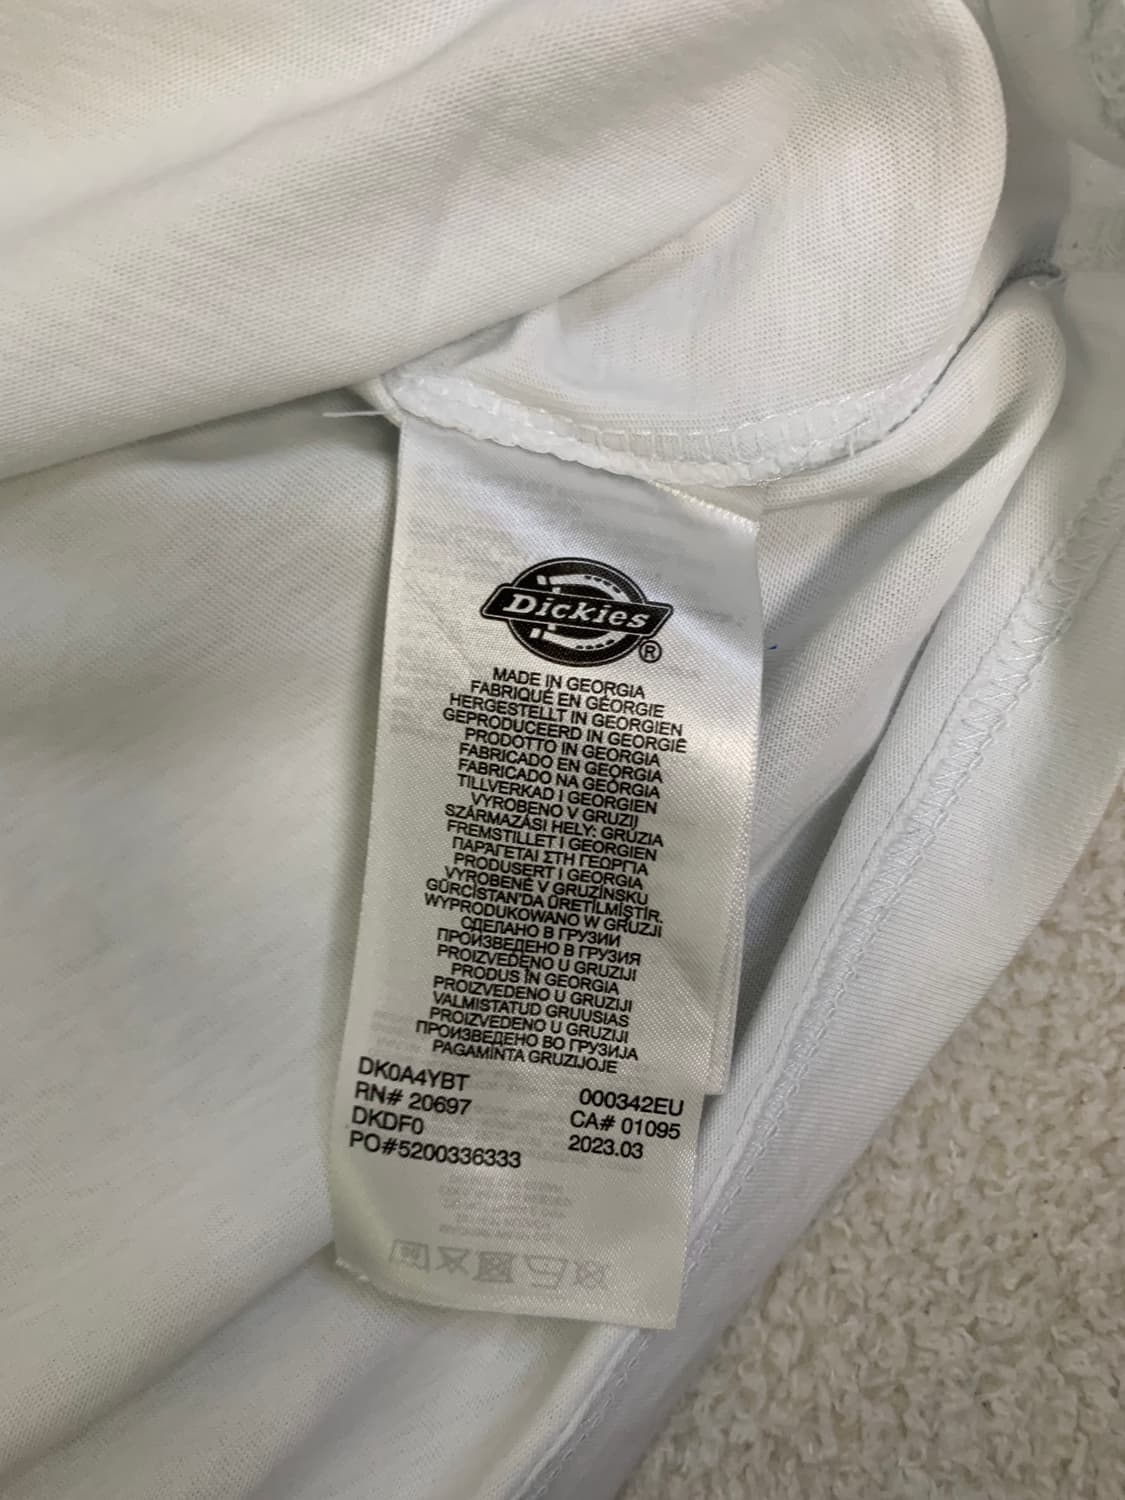 Dickies®
MADE IN GEORGIA
FABRIQUÉ EN GÉORGIE
HERGESTELLT IN GEORGIEN
GEPRODUCEERD IN GEORGIË
PRODOTTO IN GEORGIA
FABRICADO EN GEORGIA
FABRICADO NA GEÓRGIA
TILLVERKAD I GEORGIEN
VYROBENO V GRUZII
SZÁRMAZÁSI HELY: GRÚZIA
FREMSTILLET I GEORGIEN
ΠΑΡΑΓΕΤΑΙ ΣΤΗ ΓΕΩΡΓΙΑ
PRODUSERT I GEORGIA
VYROBENÉ V GRUZÍNSKU
GÜRCİSTAN'DA ÜRETİLMİŞTİR.
WYPRODUKOWANO W GRUZJI
СДЕЛАНО В ГРУЗИИ
ПРОИЗВЕДЕНО В ГРУЗИЯ
PROIZVEDENO U GRUZIJI
PRODUS ÎN GEORGIA
PROIZVEDENO U GRUZIJI
VALMISTATUD GRUUSIAS
PROIZVEDENO U GRUZIJI
ПРОИЗВЕДЕНО ВО ГРУЗИЈА
PAGAMINTA GRUZIJOJE
DK0A4YBT 000342EU
RN# 20697 CA# 01095
DKDF0 2023.03
PO#5200336333